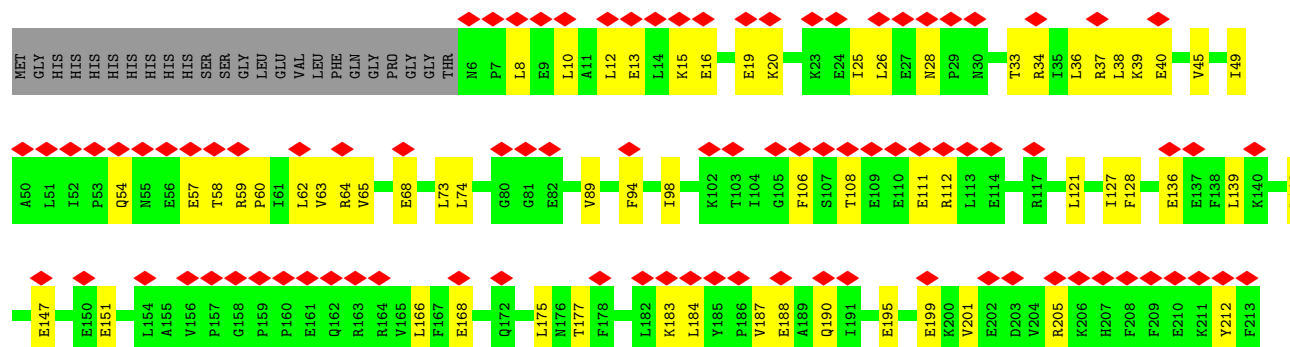 MET GLY HIS HIS HIS HIS HIS HIS HIS HIS SER SER GLY LEU GLU VAL LEU PHE GLN GLY PRO GLY GLY THR N6 P7 L8 E9 L10 A11 L12 E13 L14 K15 E16 E19 K20 K23 E24 I25 L26 E27 N28 P29 N30 T33 R34 I35 L36 R37 L38 K39 E40 V45 I49
A50 L51 I52 P53 Q54 N55 E56 E57 T58 R59 P60 I61 L62 V63 R64 V65 E68 L73 L74 G80 G81 E82 V89 F94 I98 K102 T103 I104 G105 F106 S107 T108 E109 E110 E111 R112 L113 E114 R117 L121 I127 F128 E136 E137 F138 L139 K140
E147 E150 E151 L154 A155 V156 P157 G158 P159 P160 E161 Q162 R163 R164 V165 L166 F167 E168 Q172 L175 N176 T177 F178 L182 K183 L184 Y185 P186 V187 E188 A189 Q190 I191 E195 E199 K200 V201 E202 D203 V204 R205 K206 H207 F208 F209 E210 K211 Y212 F213